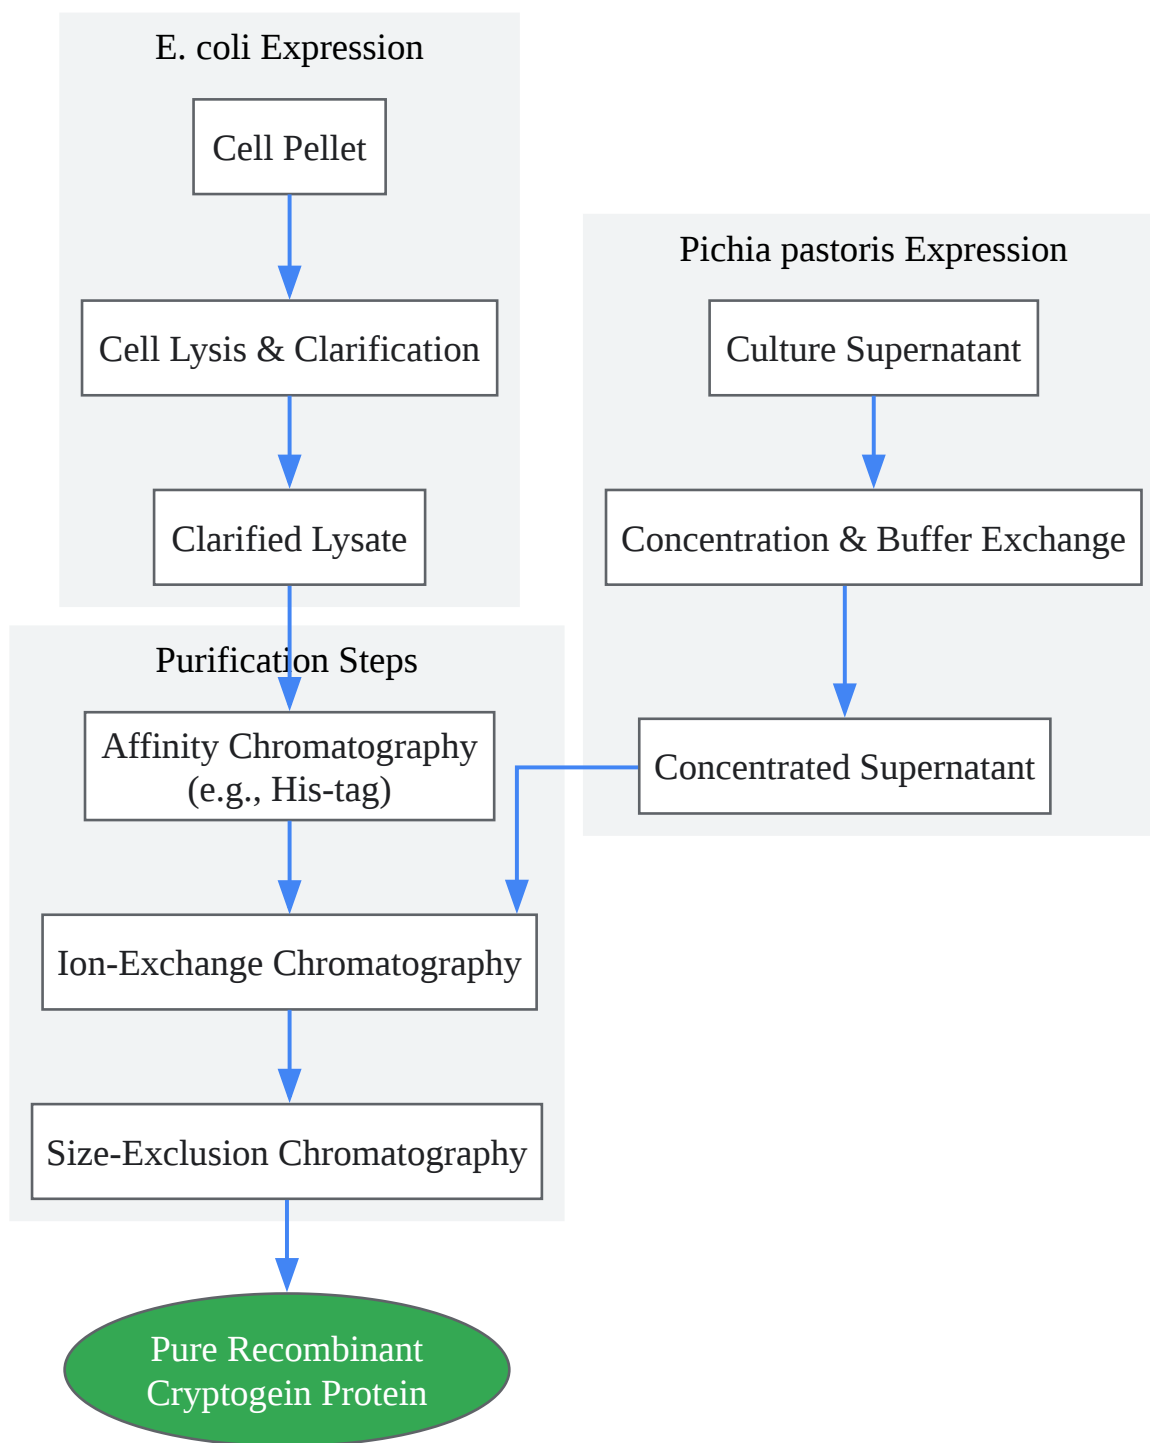 E. coli Expression
Cell Pellet
Cell Lysis & Clarification
Clarified Lysate
Pichia pastoris Expression
Culture Supernatant
Concentration & Buffer Exchange
Concentrated Supernatant
Purification Steps
Affinity Chromatography
(e.g., His-tag)
Ion-Exchange Chromatography
Size-Exclusion Chromatography
Pure Recombinant
Cryptogein Protein